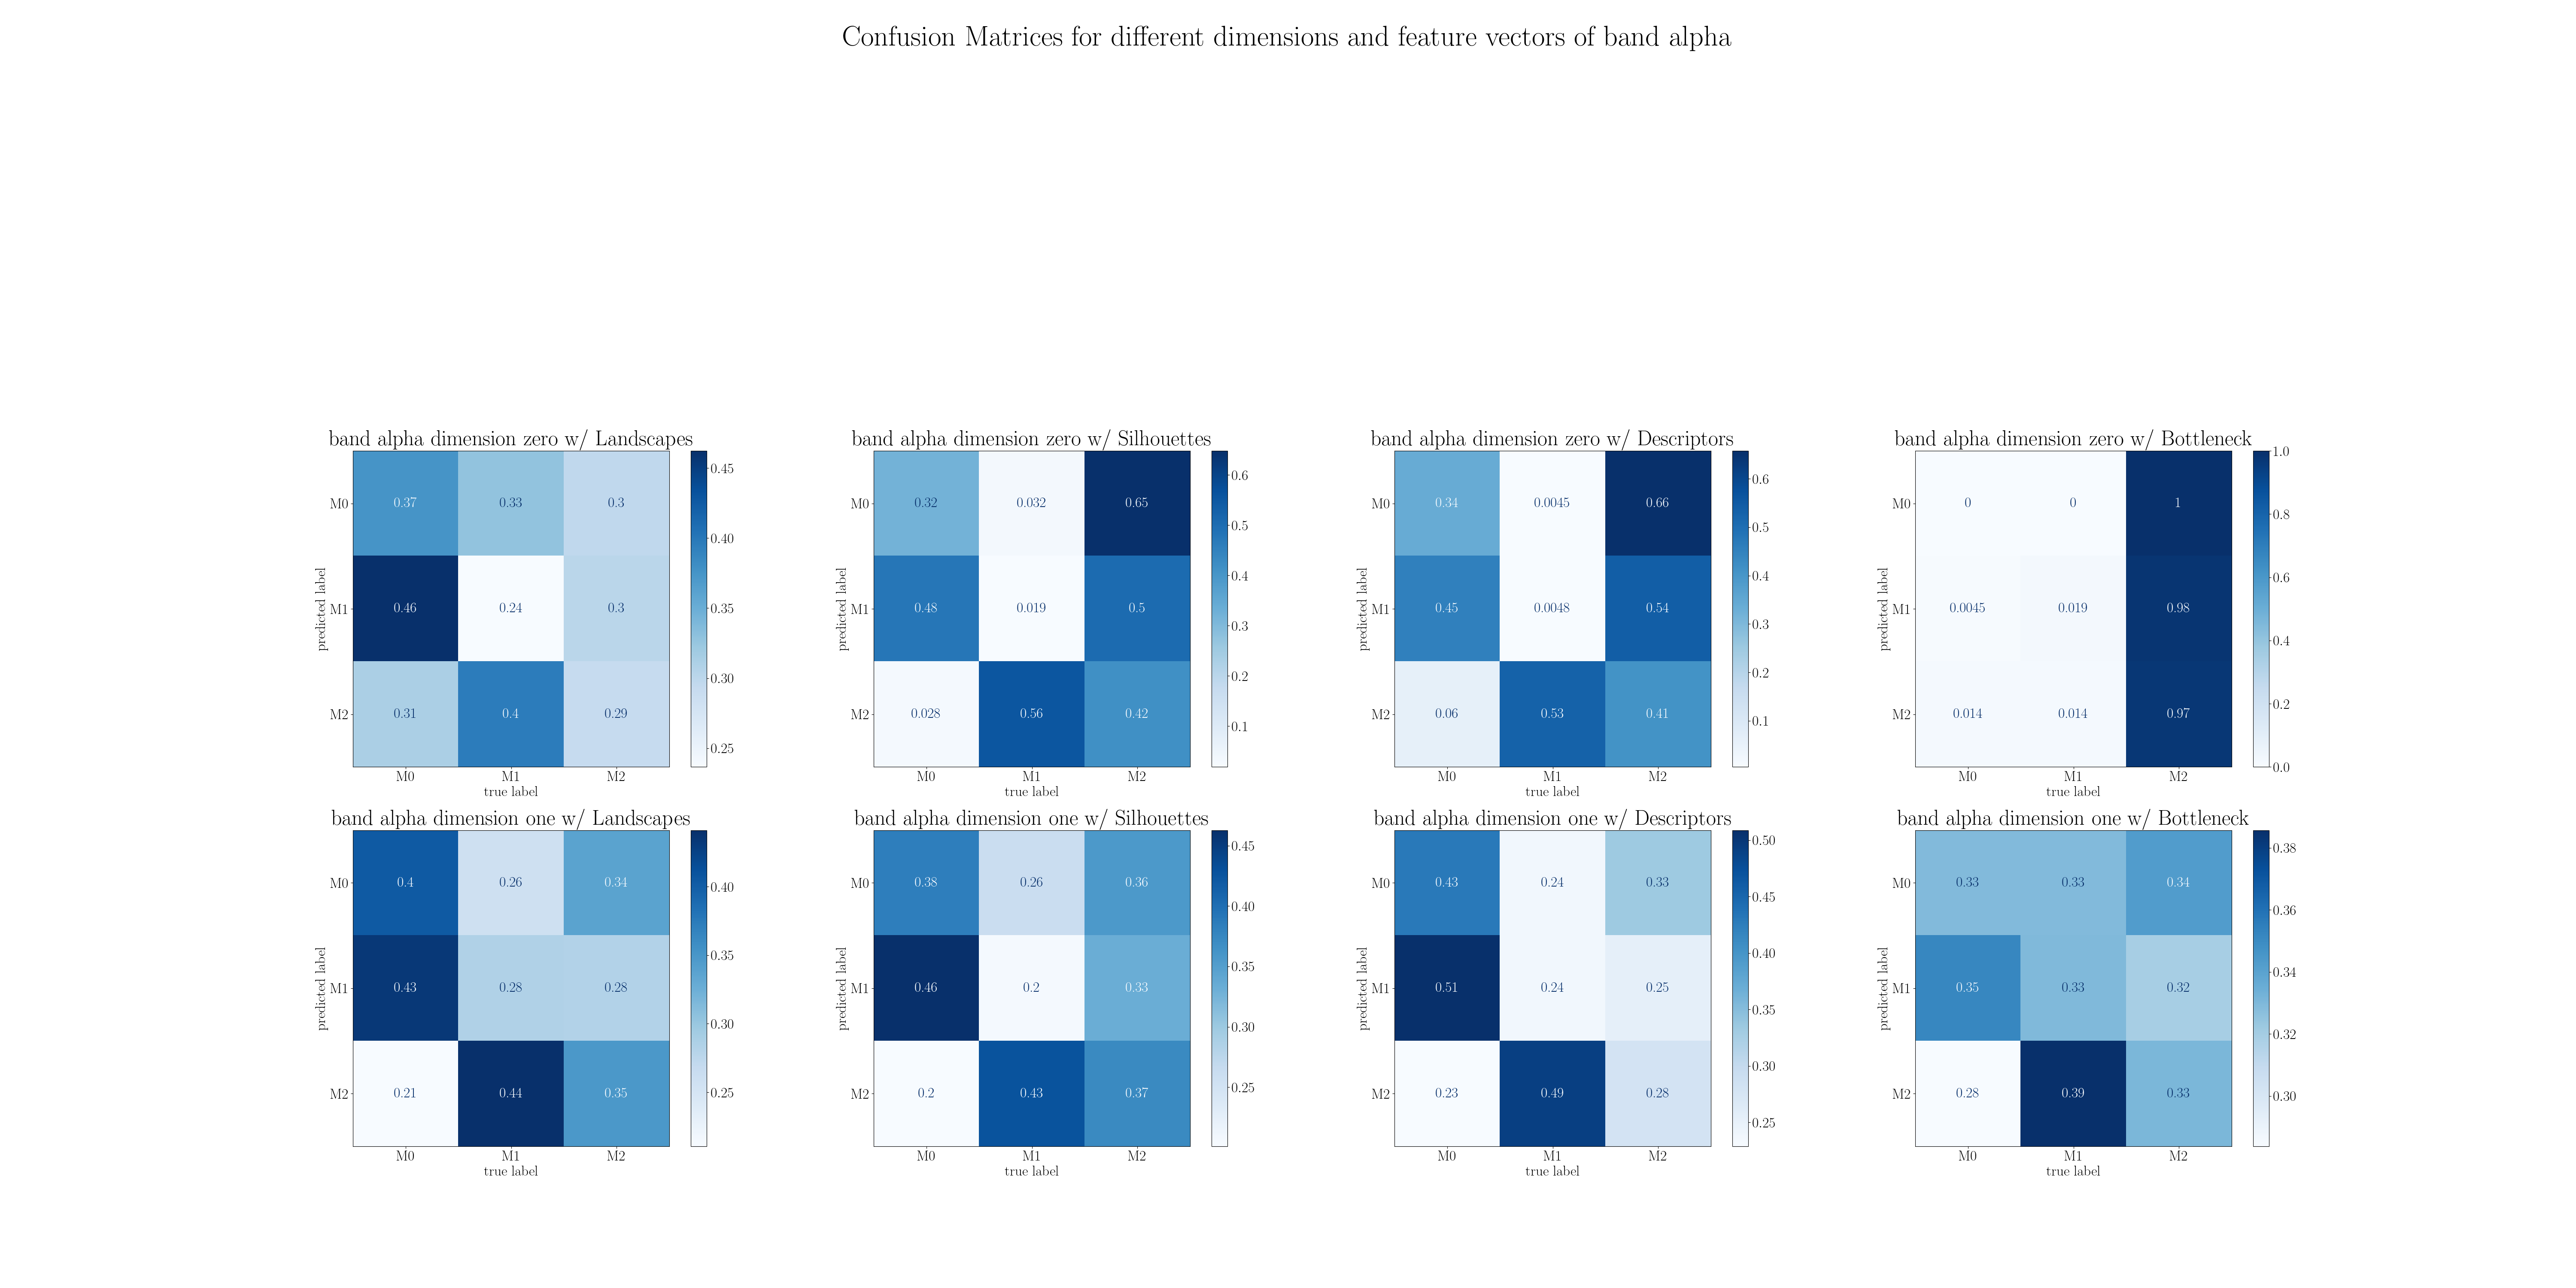 Confusion Matrices for different dimensions and feature vectors of band alpha
band alpha dimension zero w/ Landscapes
predicted label
M0
M1
M2
0.37 0.33 0.3
0.46 0.24 0.3
0.31 0.4 0.29
M0 M1 M2
true label
0.45
0.40
0.35
0.30
0.25
band alpha dimension zero w/ Silhouettes
predicted label
M0
M1
M2
0.32 0.032 0.65
0.48 0.019 0.5
0.028 0.56 0.42
M0 M1 M2
true label
0.6
0.5
0.4
0.3
0.2
0.1
band alpha dimension zero w/ Descriptors
predicted label
M0
M1
M2
0.34 0.0045 0.66
0.45 0.0048 0.54
0.06 0.53 0.41
M0 M1 M2
true label
0.6
0.5
0.4
0.3
0.2
0.1
band alpha dimension zero w/ Bottleneck
predicted label
M0
M1
M2
0 0 1
0.0045 0.019 0.98
0.014 0.014 0.97
M0 M1 M2
true label
1.0
0.8
0.6
0.4
0.2
0.0
band alpha dimension one w/ Landscapes
predicted label
M0
M1
M2
0.4 0.26 0.34
0.43 0.28 0.28
0.21 0.44 0.35
M0 M1 M2
true label
0.40
0.35
0.30
0.25
band alpha dimension one w/ Silhouettes
predicted label
M0
M1
M2
0.38 0.26 0.36
0.46 0.2 0.33
0.2 0.43 0.37
M0 M1 M2
true label
0.45
0.40
0.35
0.30
0.25
band alpha dimension one w/ Descriptors
predicted label
M0
M1
M2
0.43 0.24 0.33
0.51 0.24 0.25
0.23 0.49 0.28
M0 M1 M2
true label
0.50
0.45
0.40
0.35
0.30
0.25
band alpha dimension one w/ Bottleneck
predicted label
M0
M1
M2
0.33 0.33 0.34
0.35 0.33 0.32
0.28 0.39 0.33
M0 M1 M2
true label
0.38
0.36
0.34
0.32
0.30